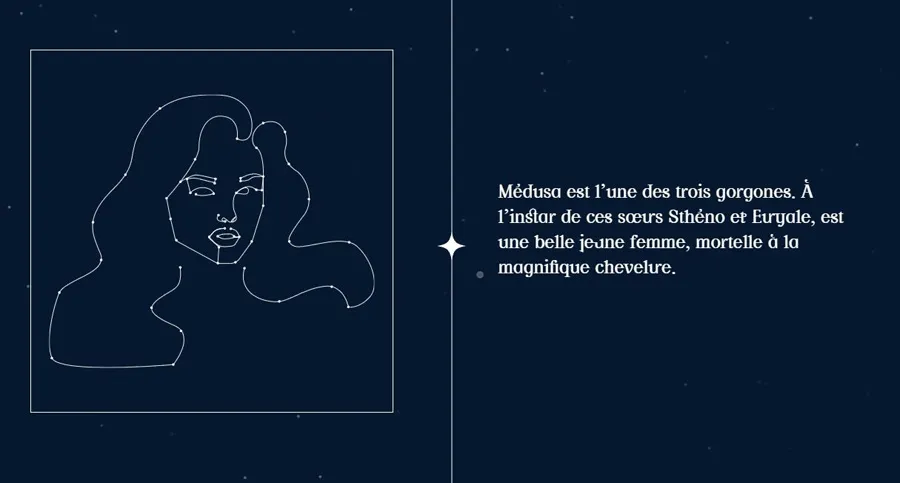 Médusa est l'une des trois gorgones. À
l'instar de ces sœurs Sthéno et Euryale, est
une belle jeune femme, mortelle à la
magnifique chevelure.